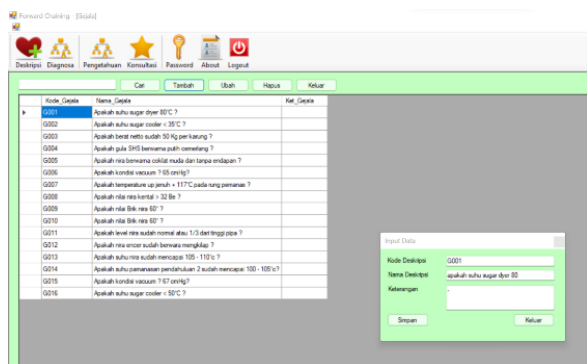 Forward Chaining - [Gejala]
Deskripsi Diagnosa Pengetahuan Konsultasi Password About Logout
Cari Tambah Ubah Hapus Keluar
Kode_Gejala Nama_Gejala Ket_Gejala
G001 Apakah suhu sugar dryer 80'C ?
G002 Apakah suhu sugar cooler < 35'C ?
G003 Apakah berat netto sudah 50 Kg per karung ?
G004 Apakah gula SHS berwarna putih cemerlang ?
G005 Apakah nira berwarna coklat muda dan tanpa endapan ?
G006 Apakah kondisi vacuum ? 65 cmHg?
G007 Apakah temperature up jenuh + 117'C pada rung pemanas ?
G008 Apakah nilai nira kental > 32 Be ?
G009 Apakah nilai Brik nira 60' ?
G010 Apakah nilai Brik nira 60' ?
G011 Apakah level nira sudah normal atau 1/3 dari tinggi pipa ?
G012 Apakah nira encer sudah berwara mengkilap ?
G013 Apakah suhu nira sudah mencapai 105 - 110'c ?
G014 Apakah suhu pamanasan pendahuluan 2 sudah mencapai 100 - 105'c?
G015 Apakah kondisi vacuum ? 67 cmHg?
G016 Apakah suhu sugar cooler < 50'C ?
Input Data
Kode Deskripsi G001
Nama Deskripsi apakah suhu sugar dyer 80
Keterangan -
Simpan Keluar